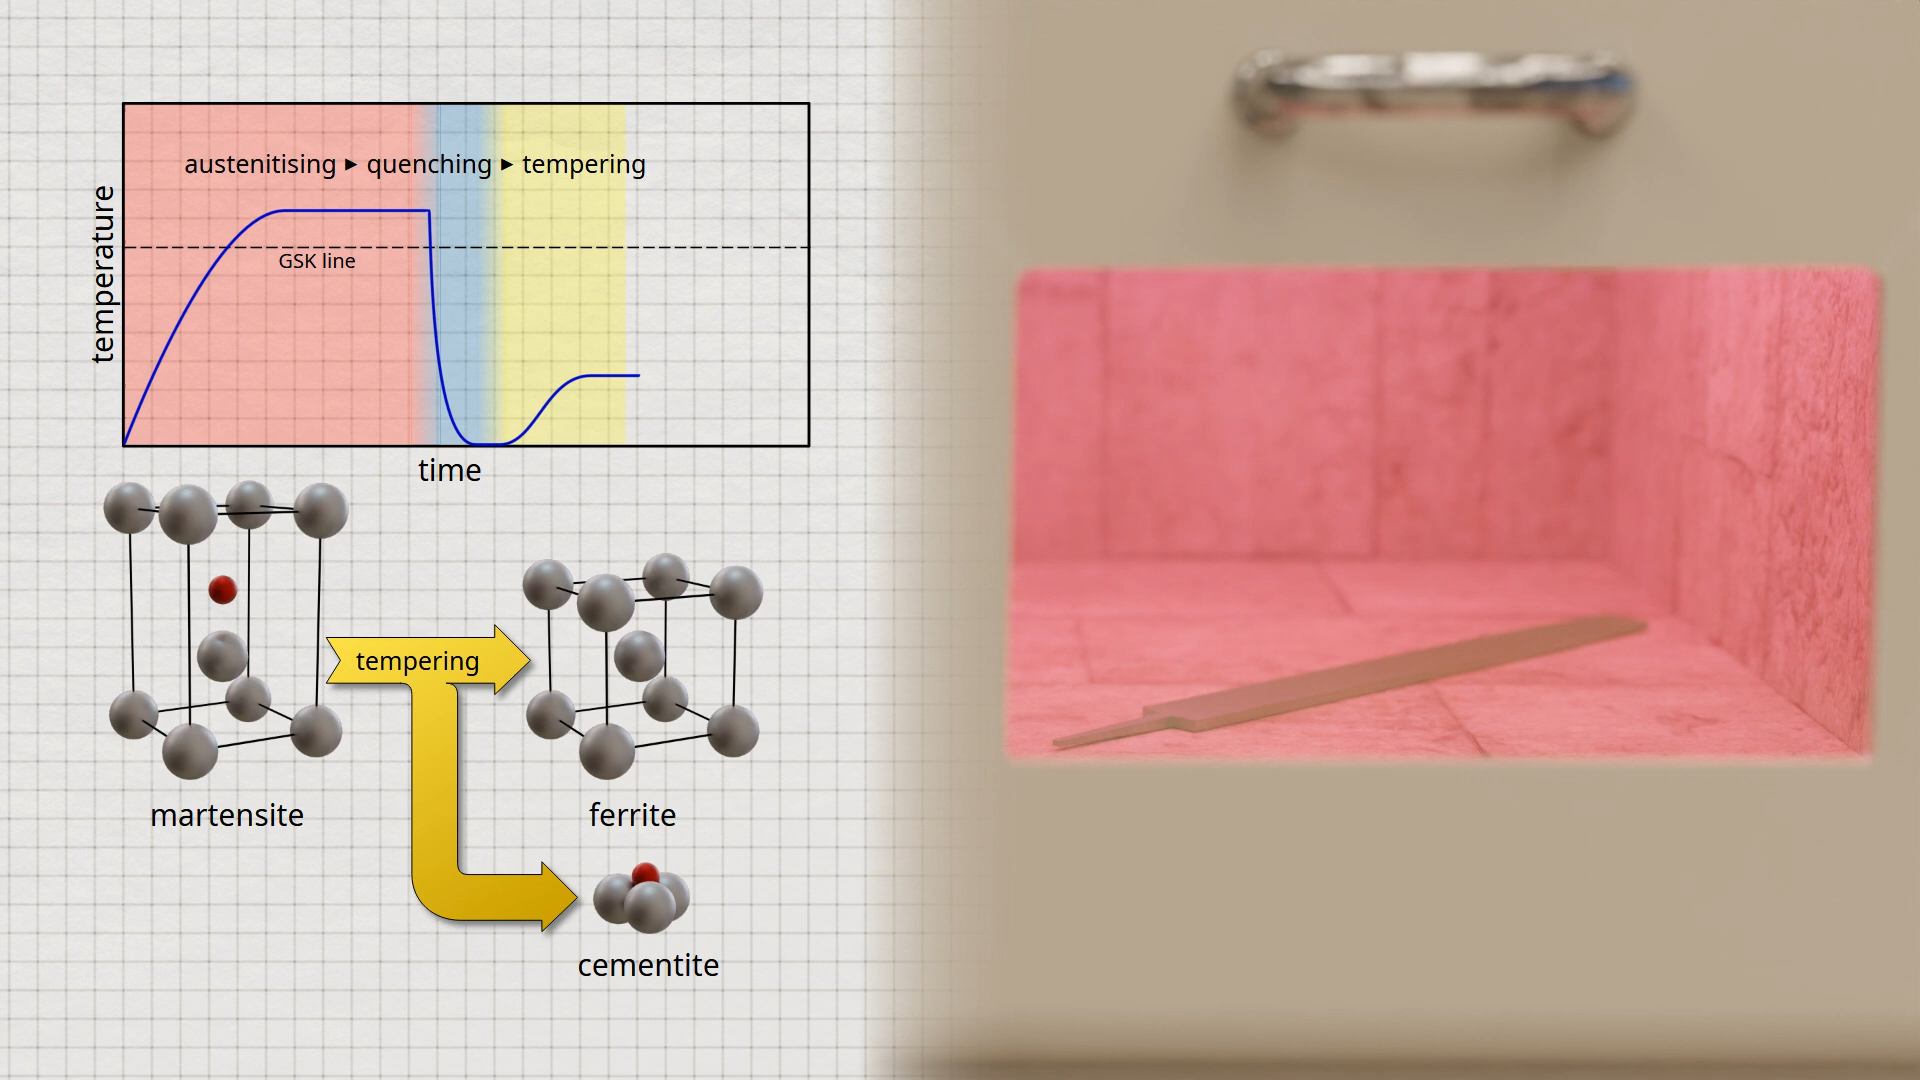 austenitising ▸ quenching ▸ tempering
temperature
GSK line
time
tempering
martensite
ferrite
cementite